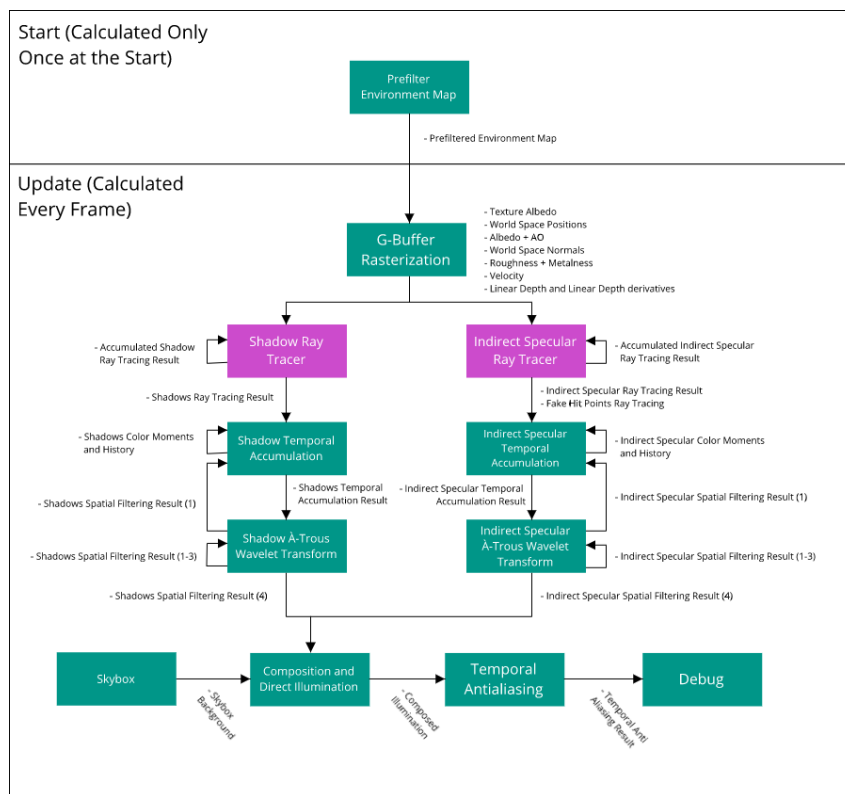 Start (Calculated Only
Once at the Start)
Prefilter
Environment Map
- Prefiltered Environment Map
Update (Calculated
Every Frame)
G-Buffer
Rasterization
- Texture Albedo
- World Space Positions
- Albedo + AO
- World Space Normals
- Roughness + Metalness
- Velocity
- Linear Depth and Linear Depth derivatives
- Accumulated Shadow
Ray Tracing Result
Shadow Ray
Tracer
Indirect Specular
Ray Tracer
- Accumulated Indirect Specular
Ray Tracing Result
- Shadows Ray Tracing Result
- Indirect Specular Ray Tracing Result
- Fake Hit Points Ray Tracing
- Shadows Color Moments
and History
Shadow Temporal
Accumulation
Indirect Specular
Temporal
Accumulation
- Indirect Specular Color Moments
and History
- Shadows Spatial Filtering Result (1)
- Shadows Temporal
Accumulation Result
- Indirect Specular Temporal
Accumulation Result
- Indirect Specular Spatial Filtering Result (1)
- Shadows Spatial Filtering Result (1-3)
Shadow À-Trous
Wavelet Transform
Indirect Specular
À-Trous Wavelet
Transform
- Indirect Specular Spatial Filtering Result (1-3)
- Shadows Spatial Filtering Result (4)
- Indirect Specular Spatial Filtering Result (4)
Skybox
- Skybox
Background
Composition and
Direct Illumination
- Composed
Illumination
Temporal
Antialiasing
- Temporal Anti
Aliasing Result
Debug